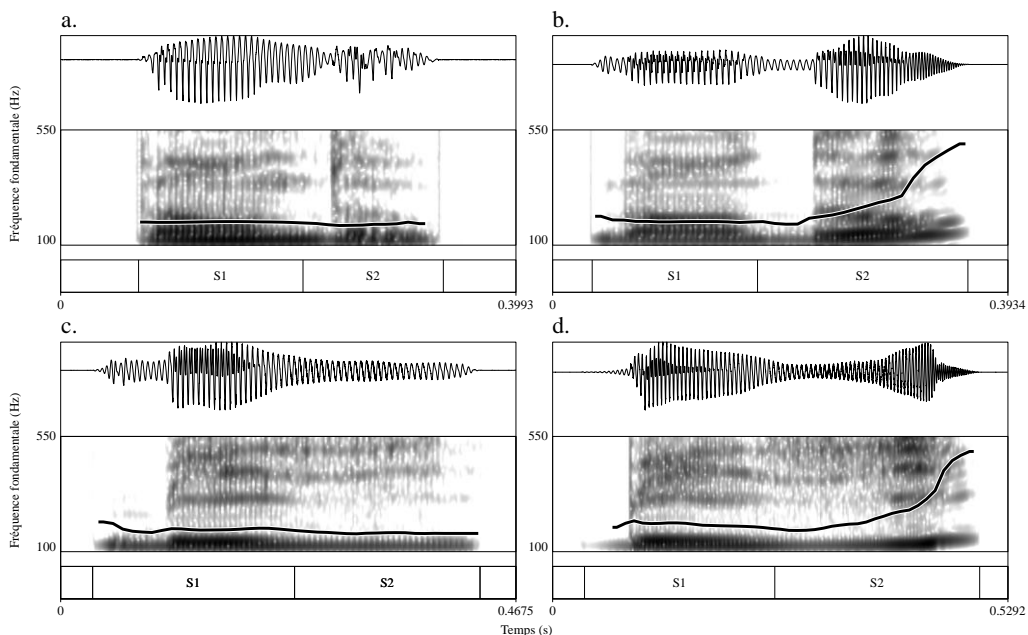 a.
b.
Fréquence fondamentale (Hz)
550
100
550
100
S1
S2
S1
S2
0
0.3993
0
0.3934
c.
d.
Fréquence fondamentale (Hz)
550
100
550
100
S1
S2
S1
S2
0
0.4675
0
0.5292
Temps (s)